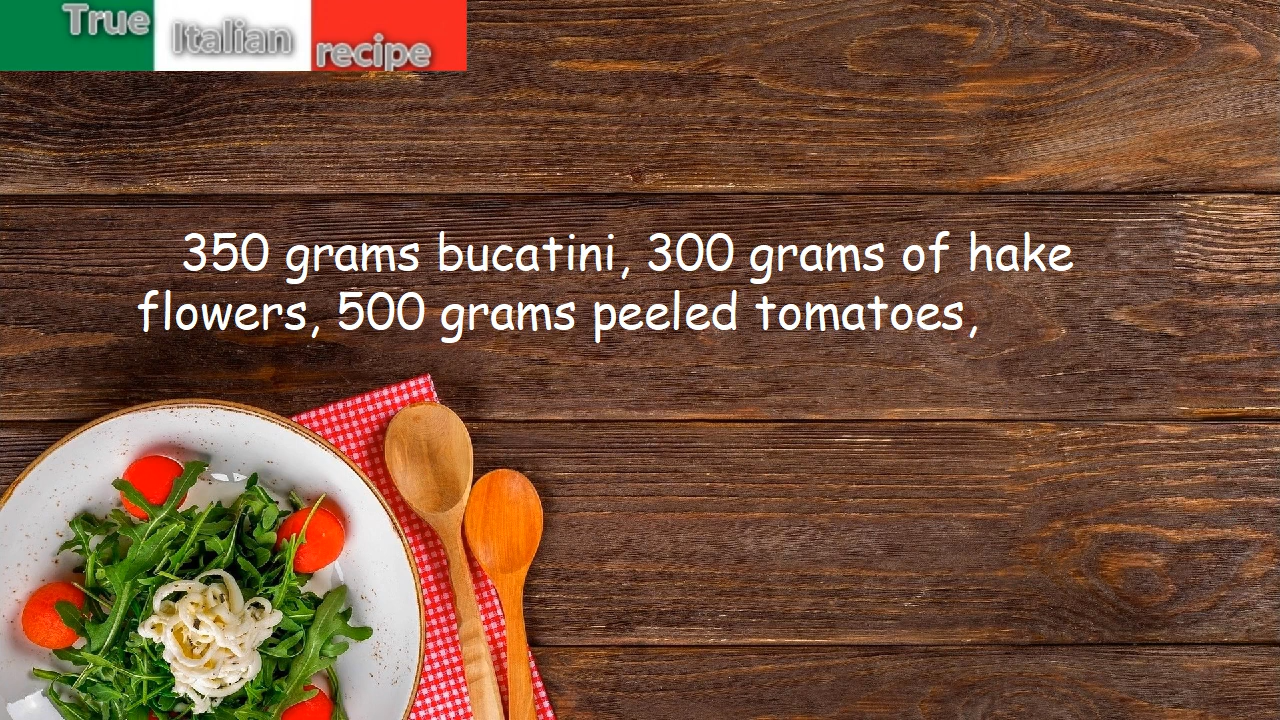 True Italian recipe
350 grams bucatini, 300 grams of hake
flowers, 500 grams peeled tomatoes,